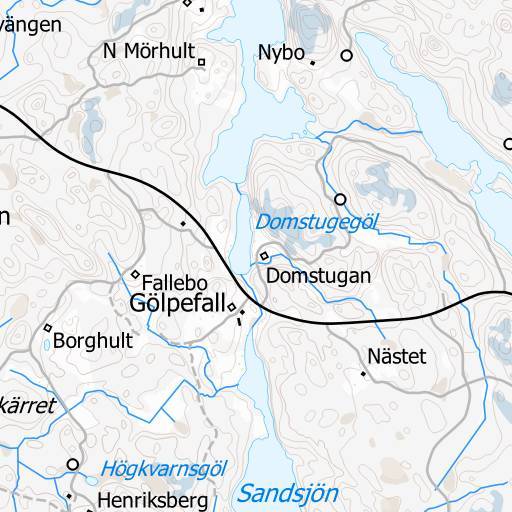 vängen
N Mörhult
Nybo
n
Domstugegöl
Fallebo
Domstugan
Gölpefall
Borghult
Nästet
kärret
Högkvarnsgöl
Sandsjön
Henriksberg